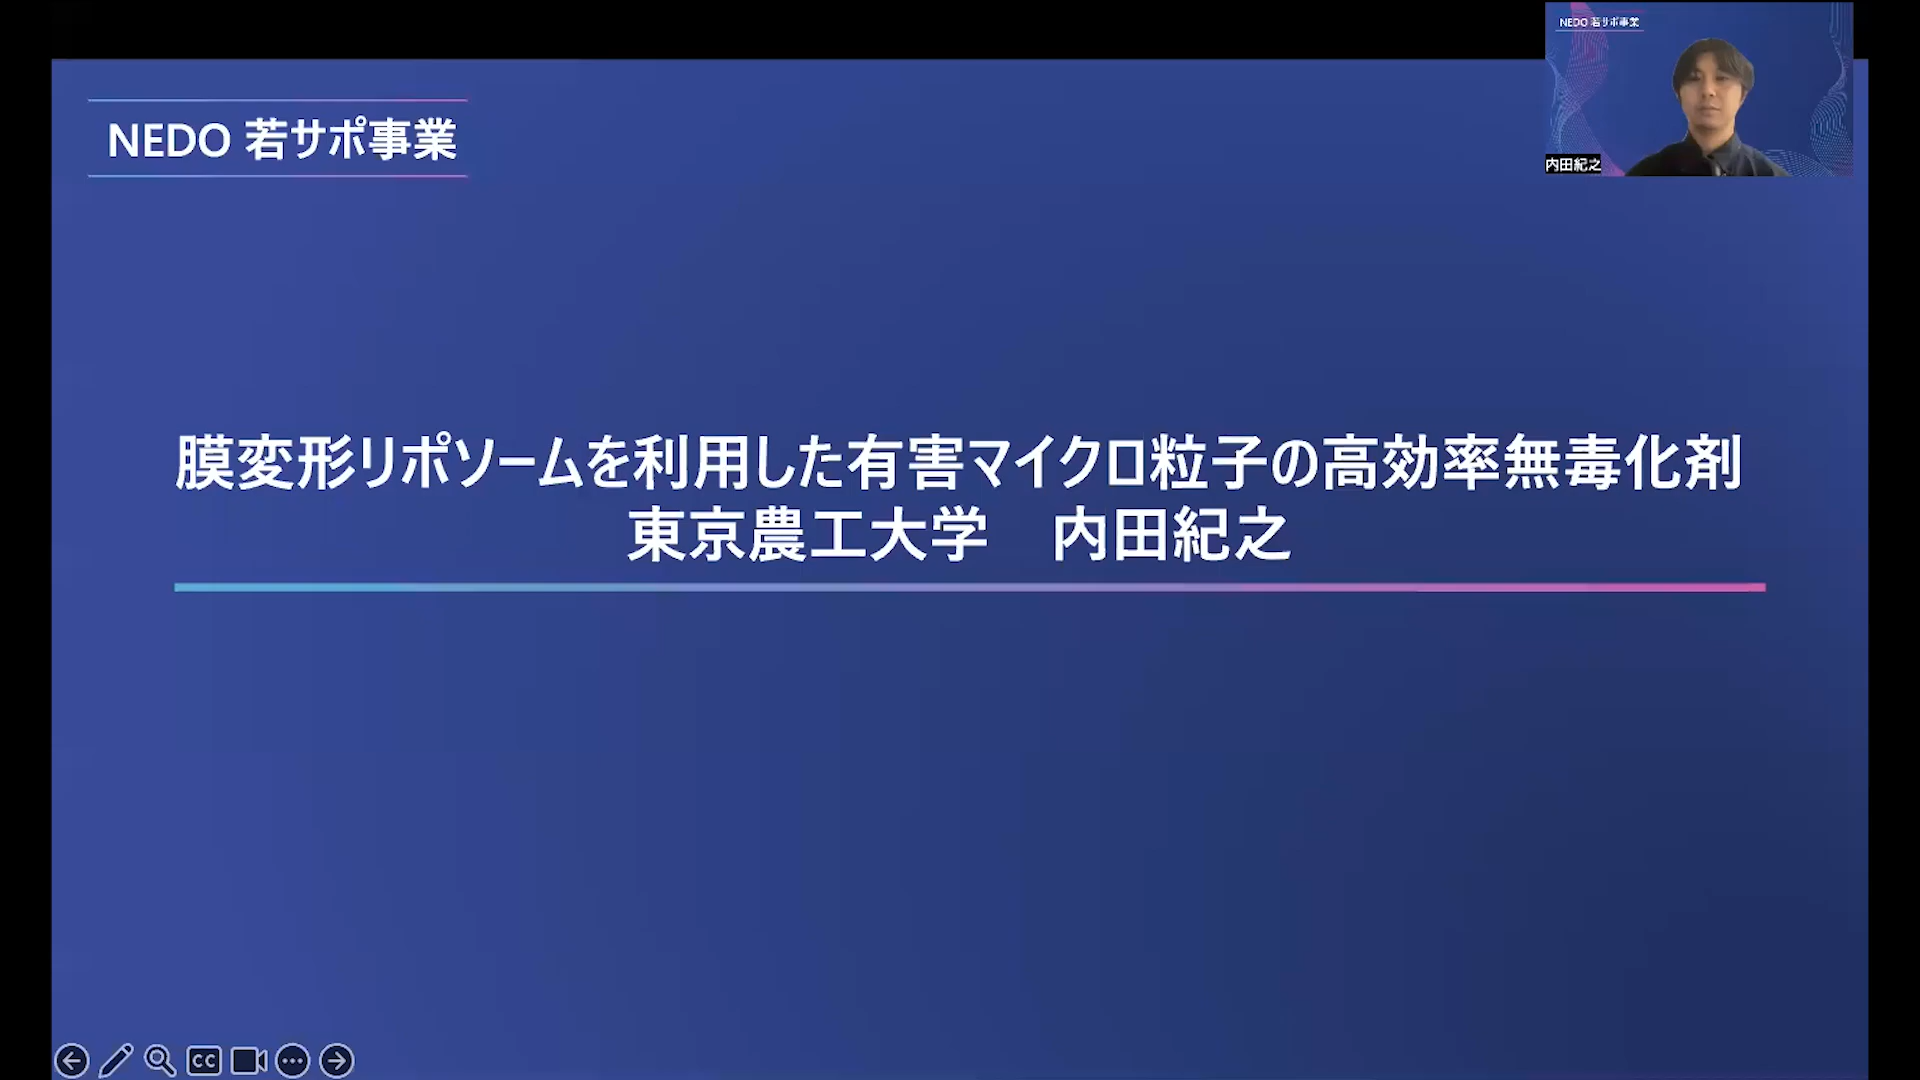 NEDO 若サポ事業
NEDO 若サポ事業
内田紀之
膜変形リポソームを利用した有害マイクロ粒子の高効率無毒化剤
東京農工大学　内田紀之
CC